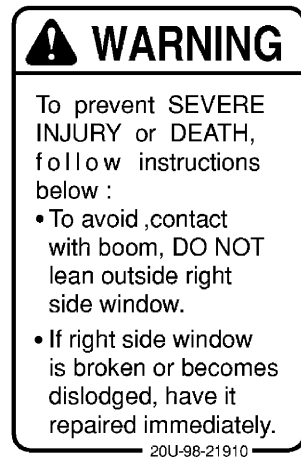 WARNING
To prevent SEVERE
INJURY or DEATH,
follow instructions
below :
• To avoid ,contact
with boom, DO NOT
lean outside right
side window.
• If right side window
is broken or becomes
dislodged, have it
repaired immediately.
20U-98-21910